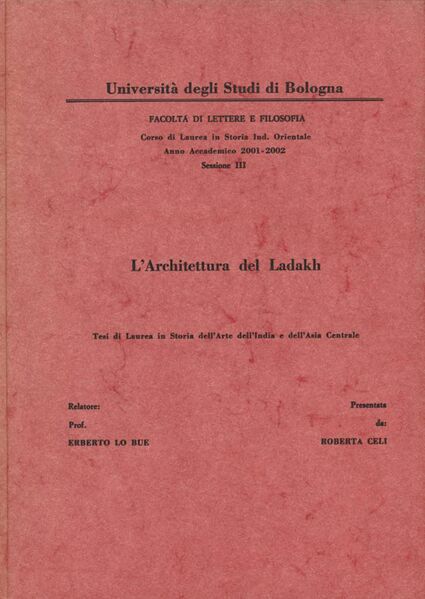 Università degli Studi di Bologna
FACOLTÁ DI LETTERE E FILOSOFIA
Corso di Laurea in Storia Ind. Orientale
Anno Accademico 2001-2002
Sessione III
L'Architettura del Ladakh
Tesi di Laurea in Storia dell'Arte dell'India e dell'Asia Centrale
Relatore:
Prof.
ERBERTO LO BUE
Presentata
da:
ROBERTA CELI